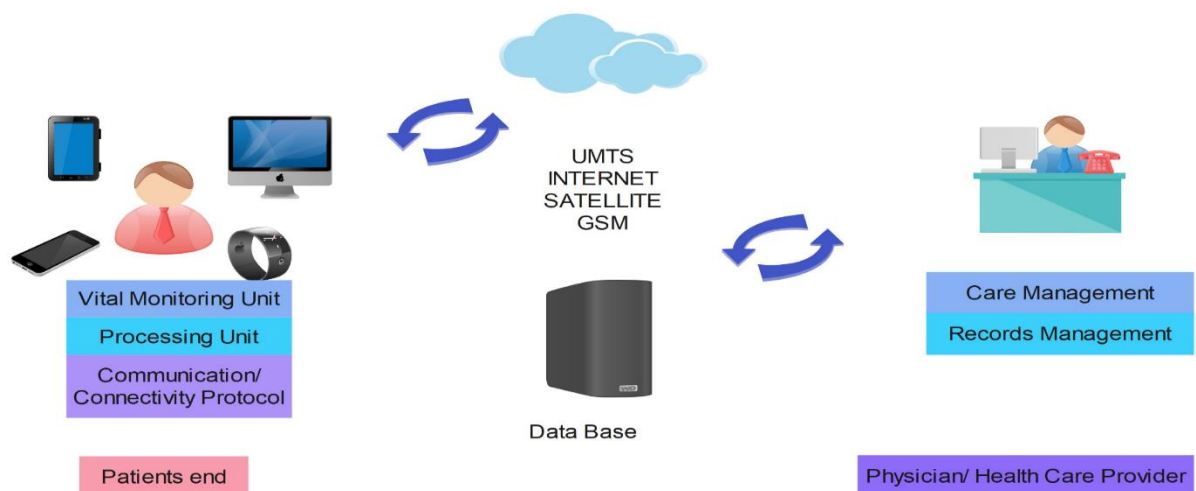 UMTS
INTERNET
SATELLITE
GSM
Vital Monitoring Unit
Processing Unit
Communication/
Connectivity Protocol
Patients end
Data Base
Care Management
Records Management
Physician/ Health Care Provider